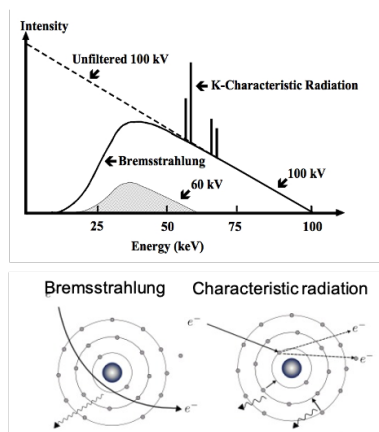 Intensity
Unfiltered 100 kV
K-Characteristic Radiation
Bremsstrahlung
60 kV
100 kV
25 50 75 100
Energy (keV)
Bremsstrahlung Characteristic radiation
e⁻
e⁻
e⁻
e⁻
e⁻